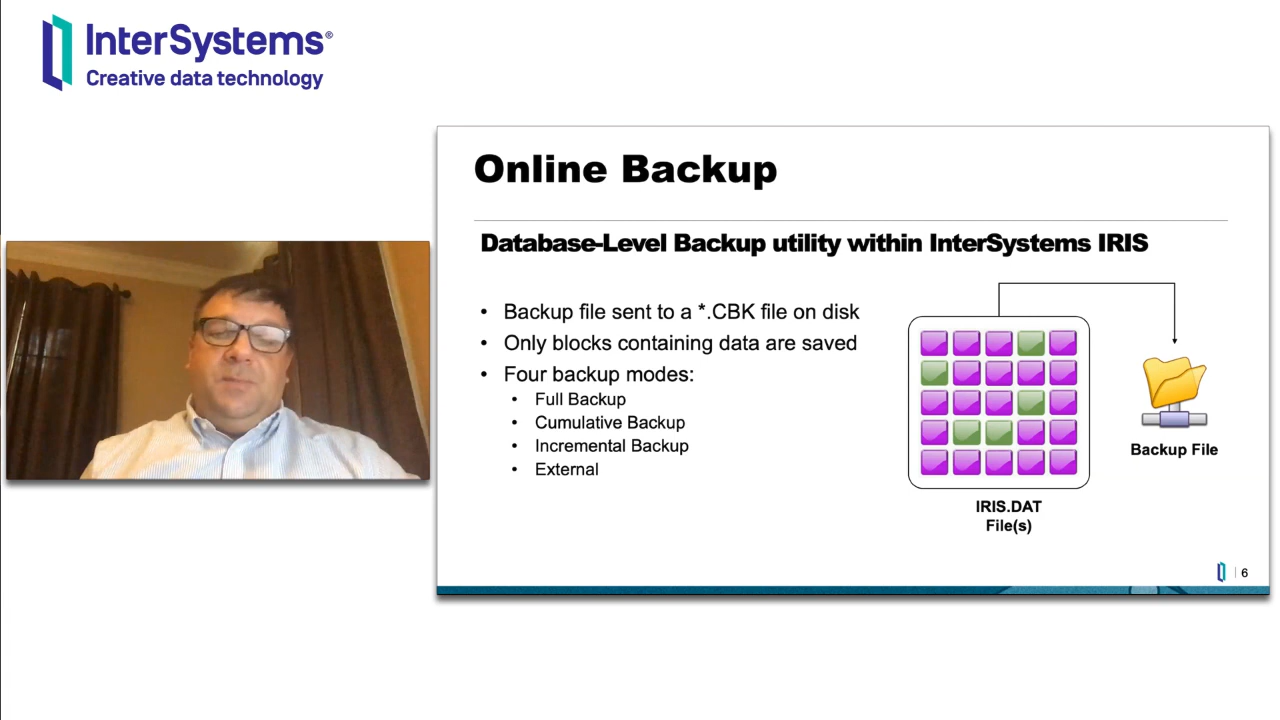 InterSystems®
Creative data technology
Online Backup
Database-Level Backup utility within InterSystems IRIS
• Backup file sent to a *.CBK file on disk
• Only blocks containing data are saved
• Four backup modes:
• Full Backup
• Cumulative Backup
• Incremental Backup
• External
Backup File
IRIS.DAT
File(s)
6